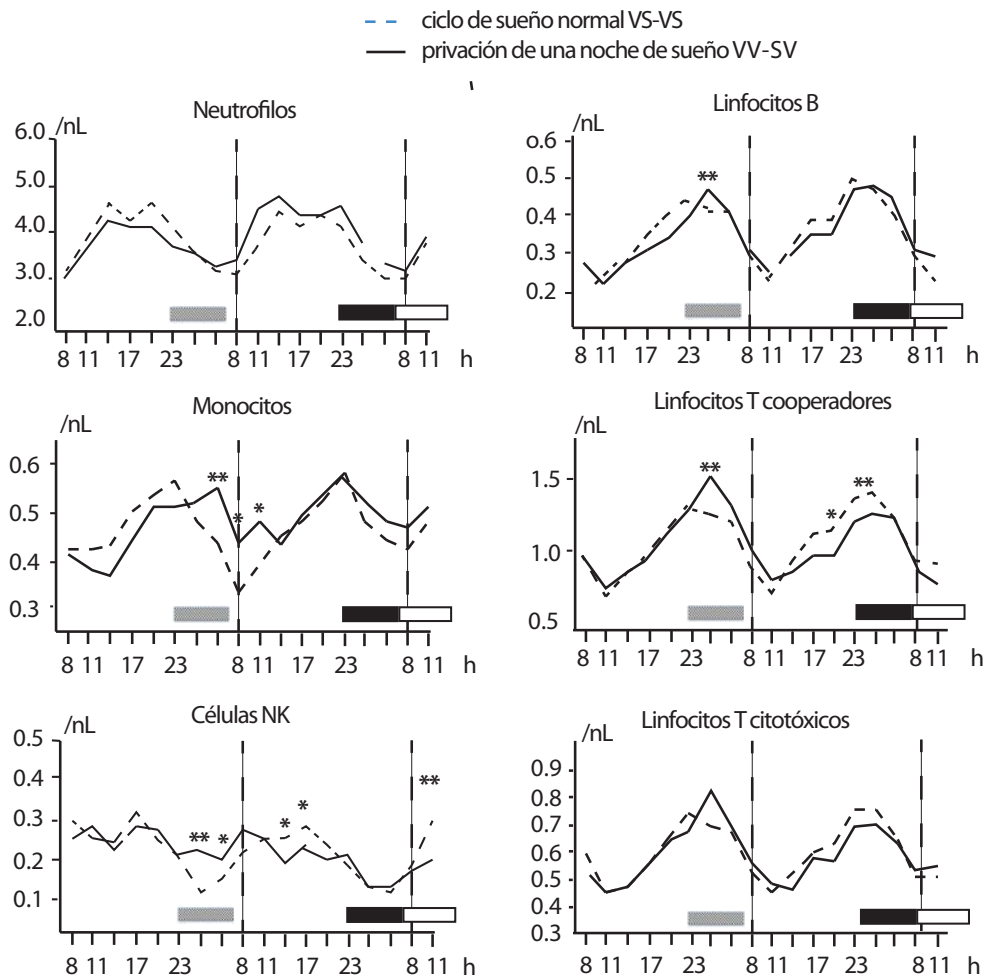 ciclo de sueño normal VS-VS
privación de una noche de sueño VV-SV
Neutrofilos
/nL
6.0
5.0
4.0
3.0
2.0
8 11 17 23 8 11 17 23 8 11 h
Linfocitos B
/nL
o.6
0.5
0.4
0.3
0.2
**
8 11 17 23 8 11 17 23 8 11 h
Monocitos
/nL
0.6
0.5
0.4
0.3
** * *
8 11 17 23 8 11 17 23 8 11 h
Linfocitos T cooperadores
/nL
1.5
1.0
0.5
** * **
8 11 17 23 8 11 17 23 8 11 h
Células NK
/nL
0.5
0.4
0.3
0.2
0.1
** * * * **
8 11 17 23 8 11 17 23 8 11 h
Linfocitos T citotóxicos
/nL
0.9
0.8
0.7
0.6
0.5
0.4
0.3
8 11 17 23 8 11 17 23 8 11 h